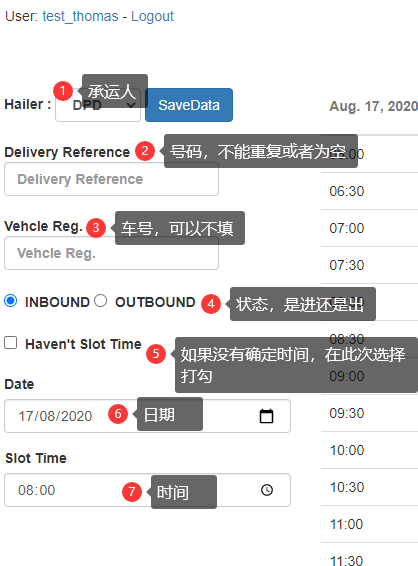 User: test_thomas - Logout
Hailer : 1 承运人 DPD SaveData
Aug. 17, 2020
Delivery Reference 2 号码，不能重复或者为空
Delivery Reference
06:30
Vehcle Reg. 3 车号，可以不填
07:00
Vehcle Reg.
07:30
INBOUND OUTBOUND 4 状态，是进还是出
Haven't Slot Time
08:30
5 如果没有确定时间，在此次选择
打勾
09:00
Date
17/08/2020 6 日期
09:30
10:00
Slot Time
08:00 7 时间
10:30
11:00
11:30